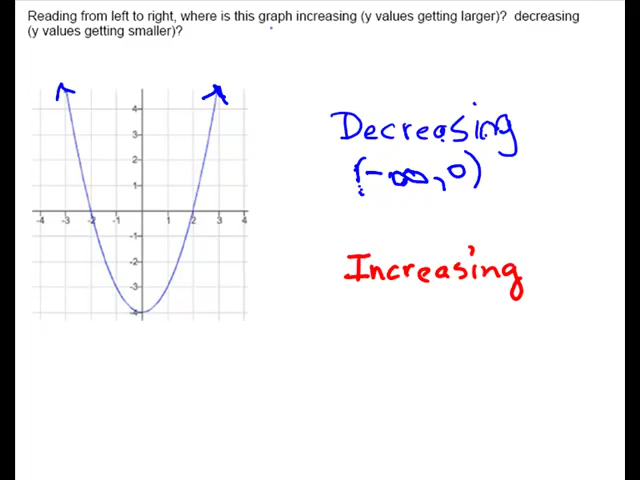 Reading from left to right, where is this graph increasing (y values getting larger)? decreasing
(y values getting smaller)?
4
3
2
1
-4 -3 -2 -1 1 2 3 4
-1
-2
-3
-4
Decreasing
(-∞, 0)
Increasing